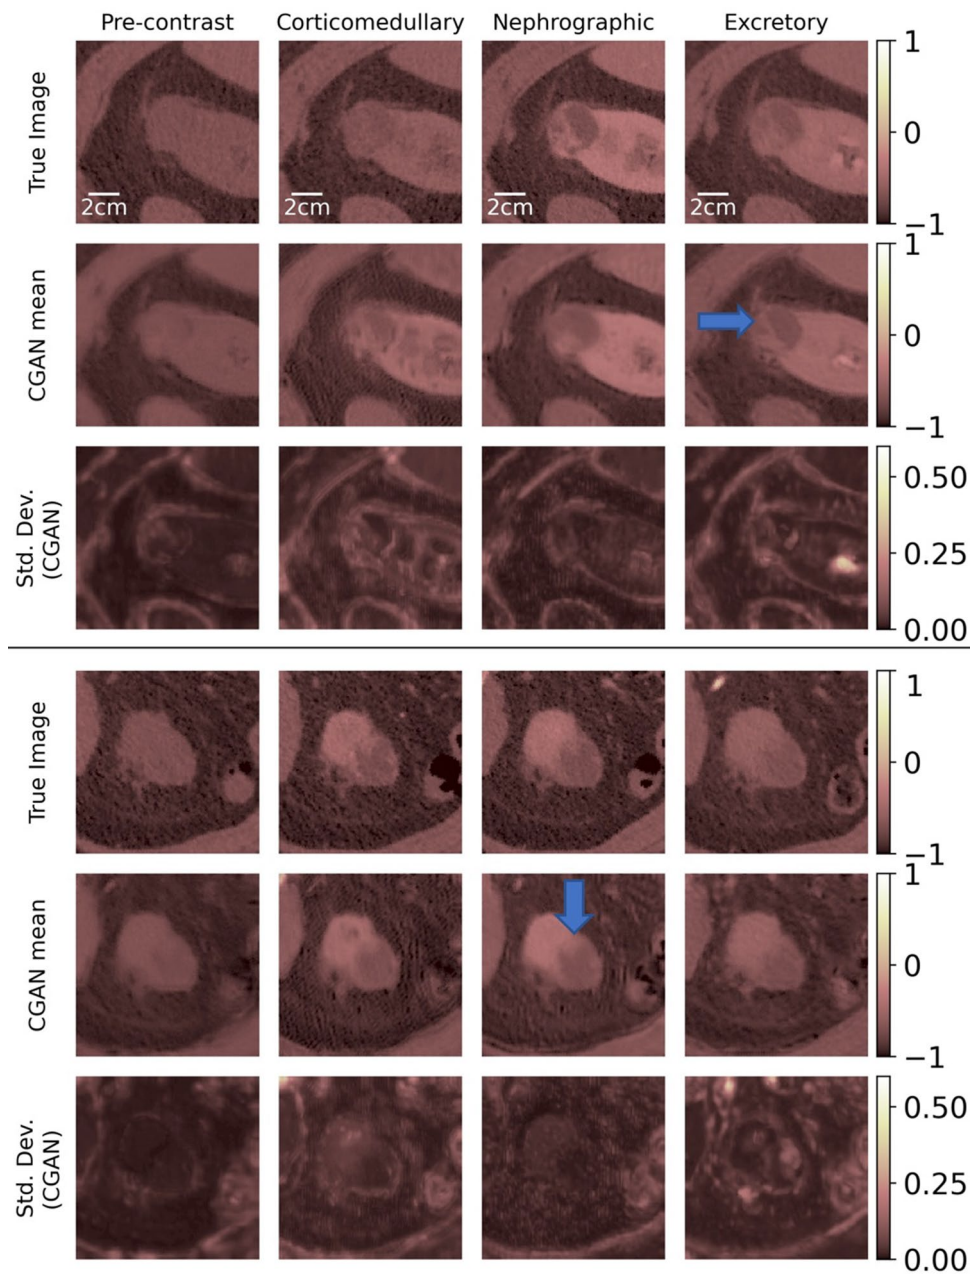 Pre-contrast Corticomedullary Nephrographic Excretory
True Image
2cm 2cm 2cm 2cm
1
0
−1
CGAN mean
1
0
−1
Std. Dev.
(CGAN)
0.50
0.25
0.00
True Image
1
0
−1
CGAN mean
1
0
−1
Std. Dev.
(CGAN)
0.50
0.25
0.00